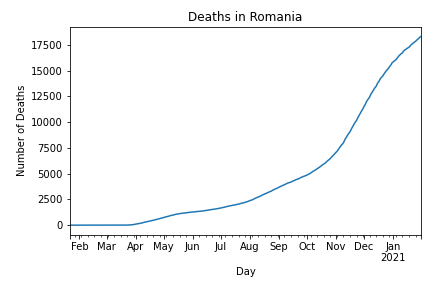 Deaths in Romania
17500
15000
12500
10000
7500
5000
2500
0
Number of Deaths
Feb Mar Apr May Jun Jul Aug Sep Oct Nov Dec Jan
2021
Day